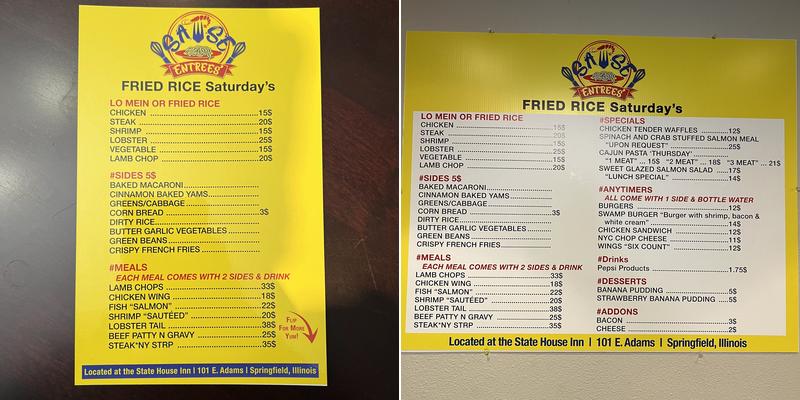 SAUSEY
ENTREES'
FRIED RICE Saturday's
LO MEIN OR FRIED RICE
CHICKEN 15$
STEAK 20$
SHRIMP 15$
LOBSTER 25$
VEGETABLE 15$
LAMB CHOP 20$
#SIDES 5$
BAKED MACARONI
CINNAMON BAKED YAMS
GREENS/CABBAGE
CORN BREAD 3$
DIRTY RICE
BUTTER GARLIC VEGETABLES
GREEN BEANS
CRISPY FRENCH FRIES
#MEALS
EACH MEAL COMES WITH 2 SIDES & DRINK
LAMB CHOPS 33$
CHICKEN WING 18$
FISH "SALMON" 22$
SHRIMP "SAUTÉED" 20$
LOBSTER TAIL 38$
BEEF PATTY N GRAVY 25$
STEAK*NY STRP 35$
FLIP
FOR MORE
YUM!
Located at the State House Inn | 101 E. Adams | Springfield, Illinois
SAUSEY
ENTREES'
FRIED RICE Saturday's
LO MEIN OR FRIED RICE
CHICKEN 15$
STEAK 20$
SHRIMP 15$
LOBSTER 25$
VEGETABLE 15$
LAMB CHOP 20$
#SIDES 5$
BAKED MACARONI
CINNAMON BAKED YAMS
GREENS/CABBAGE
CORN BREAD 3$
DIRTY RICE
BUTTER GARLIC VEGETABLES
GREEN BEANS
CRISPY FRENCH FRIES
#MEALS
EACH MEAL COMES WITH 2 SIDES & DRINK
LAMB CHOPS 33$
CHICKEN WING 18$
FISH "SALMON" 22$
SHRIMP "SAUTÉED" 20$
LOBSTER TAIL 38$
BEEF PATTY N GRAVY 25$
STEAK*NY STRP 35$
#SPECIALS
CHICKEN TENDER WAFFLES 12$
SPINACH AND CRAB STUFFED SALMON MEAL
"UPON REQUEST" 25$
CAJUN PASTA 'THURSDAY'
"1 MEAT" ... 15$ "2 MEAT" ... 18$ "3 MEAT" ... 21$
SWEET GLAZED SALMON SALAD 17$
"LUNCH SPECIAL" 14$
#ANYTIMERS
ALL COME WITH 1 SIDE & BOTTLE WATER
BURGERS 12$
SWAMP BURGER "Burger with shrimp, bacon &
white cream" 14$
CHICKEN SANDWICH 12$
NYC CHOP CHEESE 11$
WINGS "SIX COUNT" 12$
#Drinks
Pepsi Products 1.75$
#DESSERTS
BANANA PUDDING 5$
STRAWBERRY BANANA PUDDING 5$
#ADDONS
BACON 3$
CHEESE 2$
Located at the State House Inn | 101 E. Adams | Springfield, Illinois